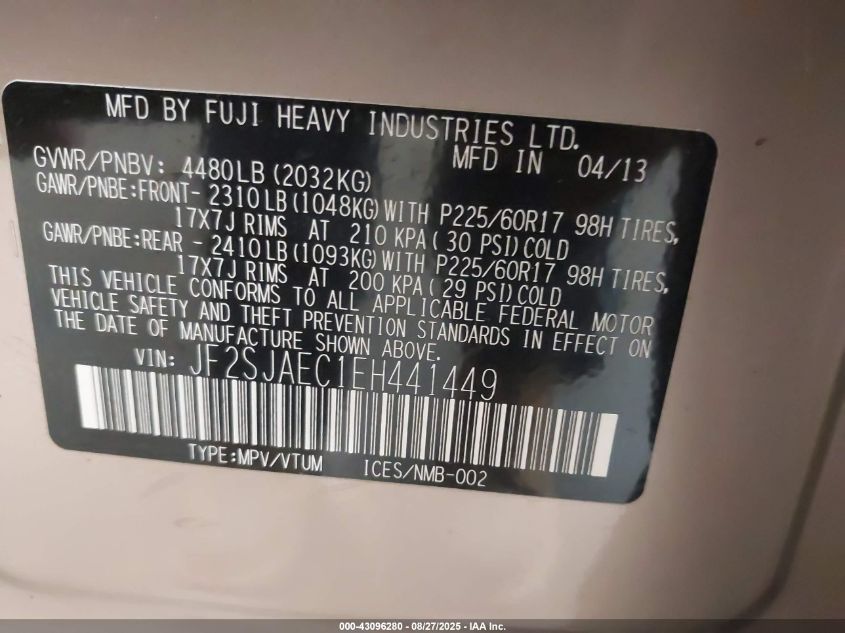 MFD BY FUJI HEAVY INDUSTRIES LTD.
MFD IN 04/13
GVWR/PNBV: 4480LB(2032KG)
GAWR/PNBE:FRONT- 2310LB(1048KG)WITH P225/60R17 98H TIRES,
17X7J RIMS AT 210 KPA( 30 PSI)COLD
GAWR/PNBE:REAR - 2410LB(1093KG)WITH P225/60R17 98H TIRES,
17X7J RIMS AT 200 KPA( 29 PSI)COLD
THIS VEHICLE CONFORMS TO ALL APPLICABLE FEDERAL MOTOR
VEHICLE SAFETY AND THEFT PREVENTION STANDARDS IN EFFECT ON
THE DATE OF MANUFACTURE SHOWN ABOVE.
VIN: JF2SJAEC1EH441449
TYPE:MPV/VTUM ICES/NMB-002
000-43096280 - 08/27/2025 - IAA Inc.